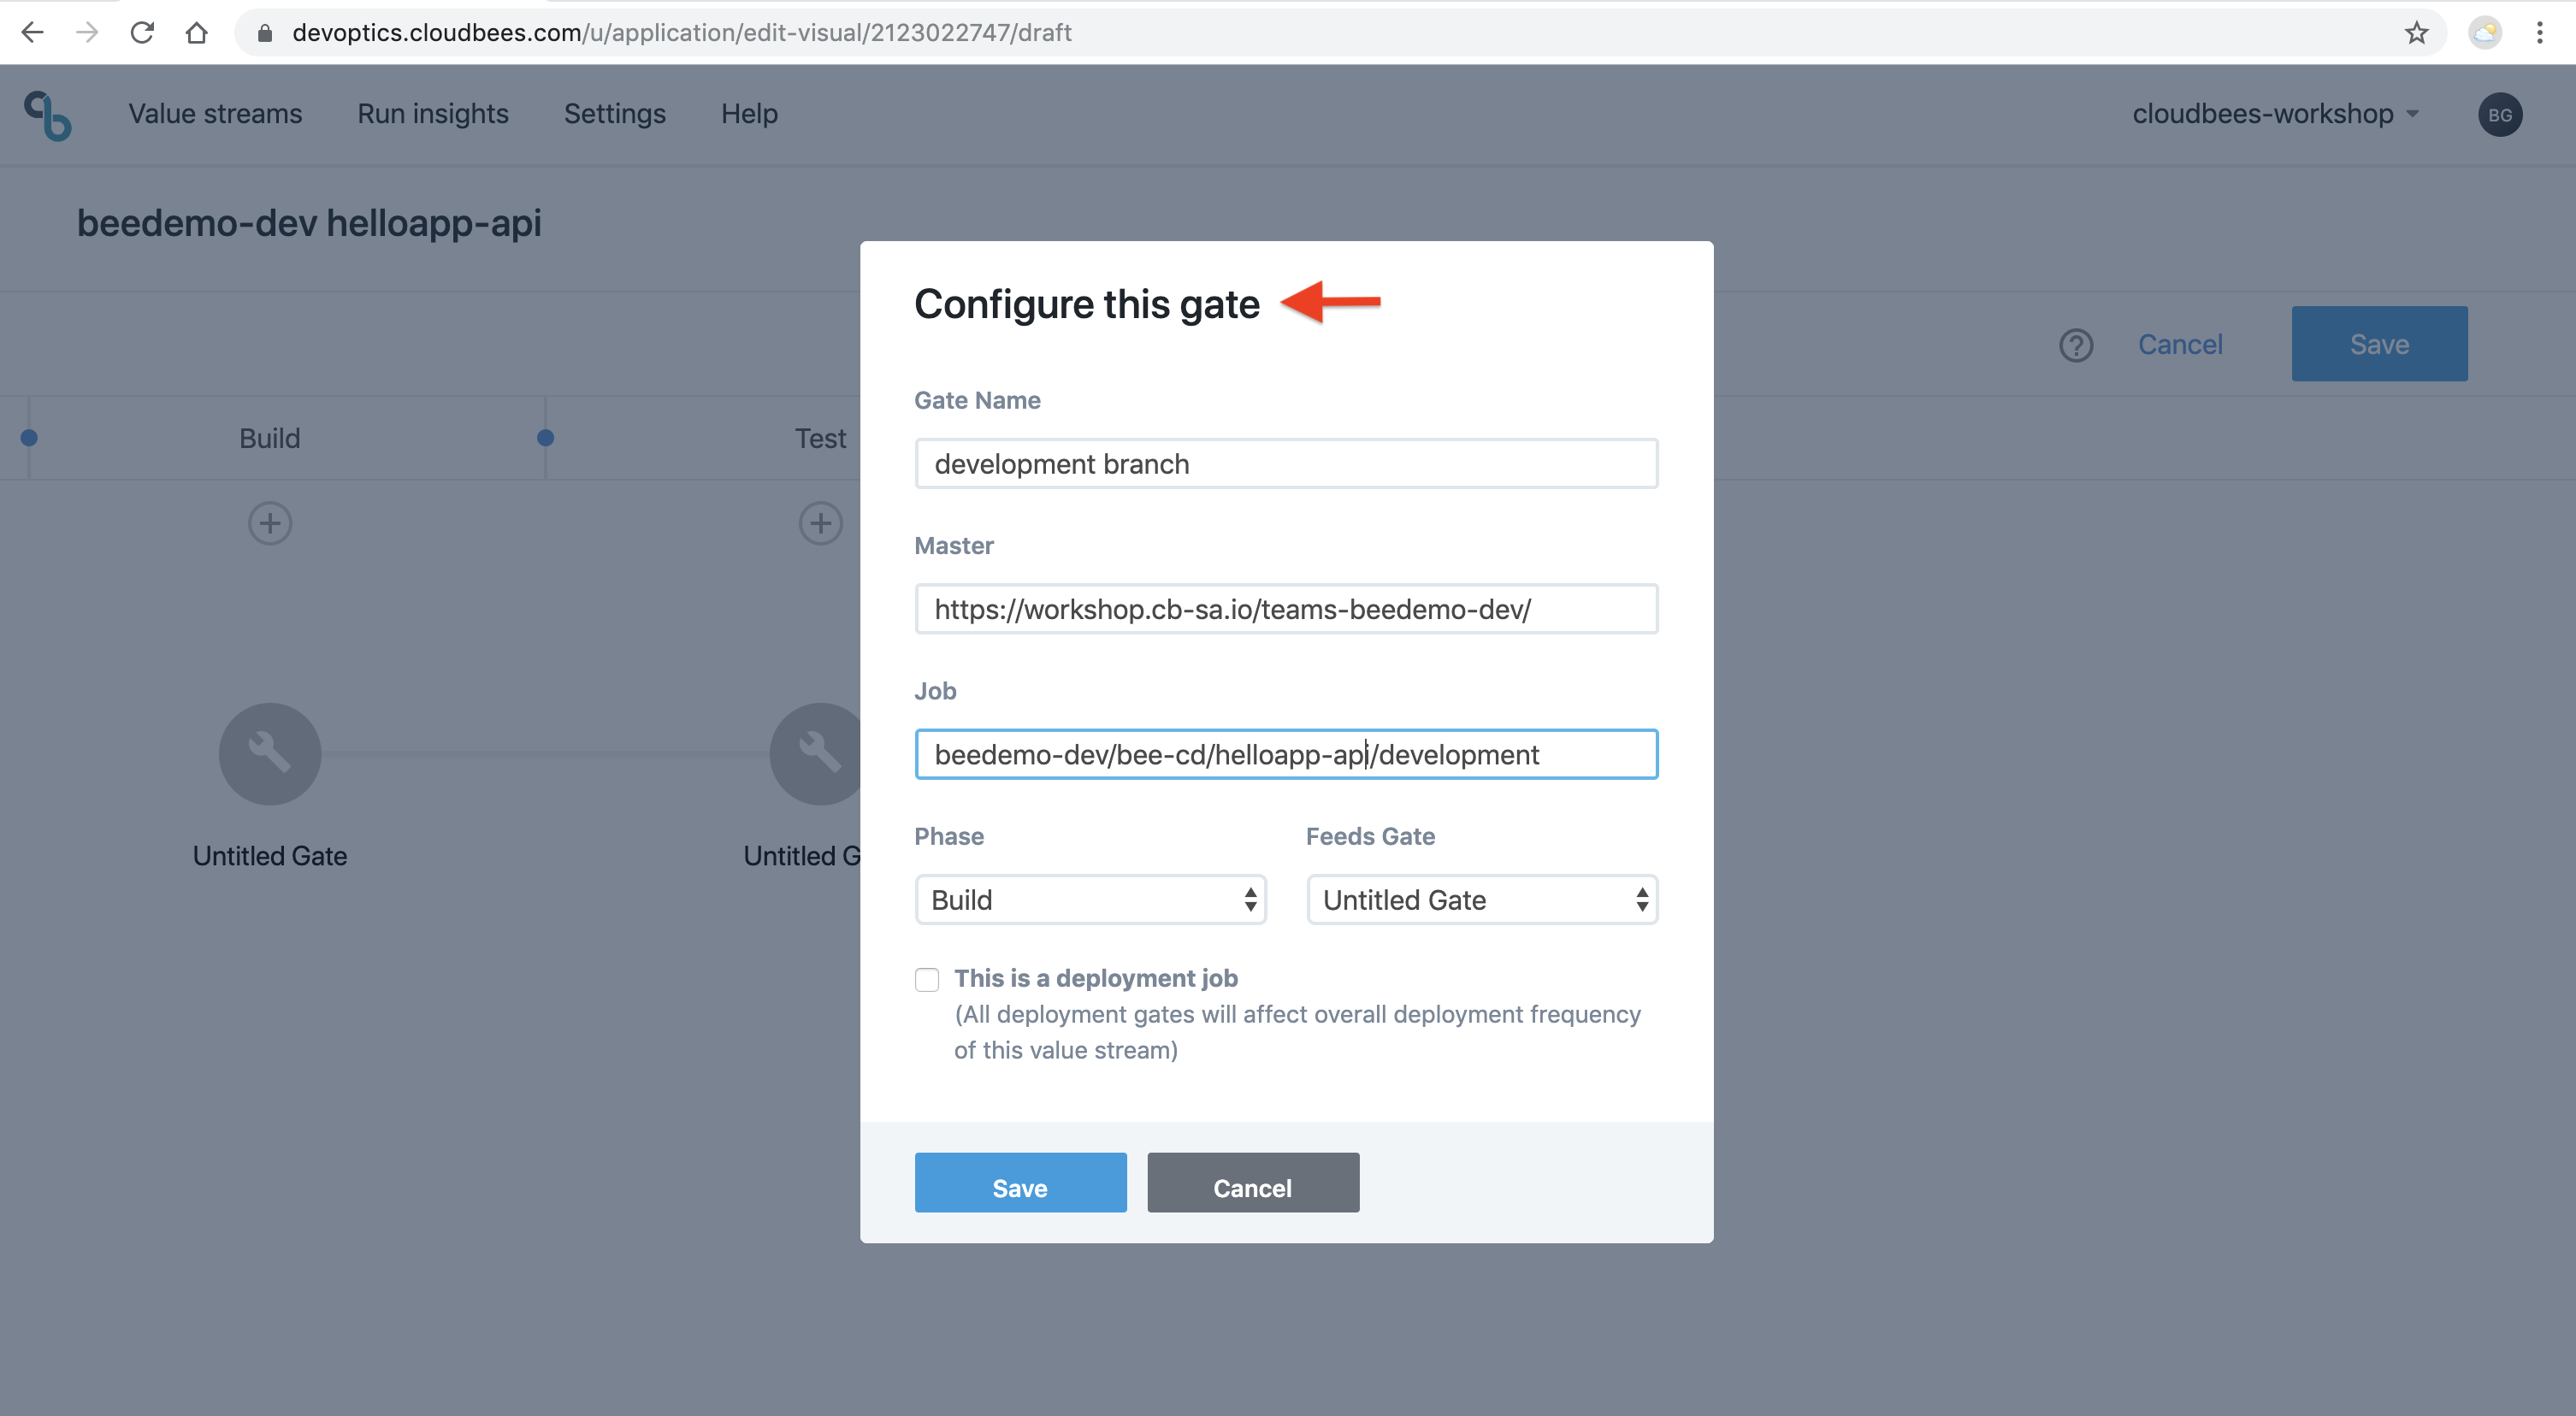 devoptics.cloudbees.com/u/application/edit-visual/2123022747/draft
Value streams Run insights Settings Help cloudbees-workshop BG
beedemo-dev helloapp-api
Configure this gate
? Cancel Save
Gate Name
Build Test
development branch
Master
https://workshop.cb-sa.io/teams-beedemo-dev/
Job
beedemo-dev/bee-cd/helloapp-api/development
Phase Feeds Gate
Untitled Gate Untitled G
Build Untitled Gate
This is a deployment job
(All deployment gates will affect overall deployment frequency
of this value stream)
Save Cancel